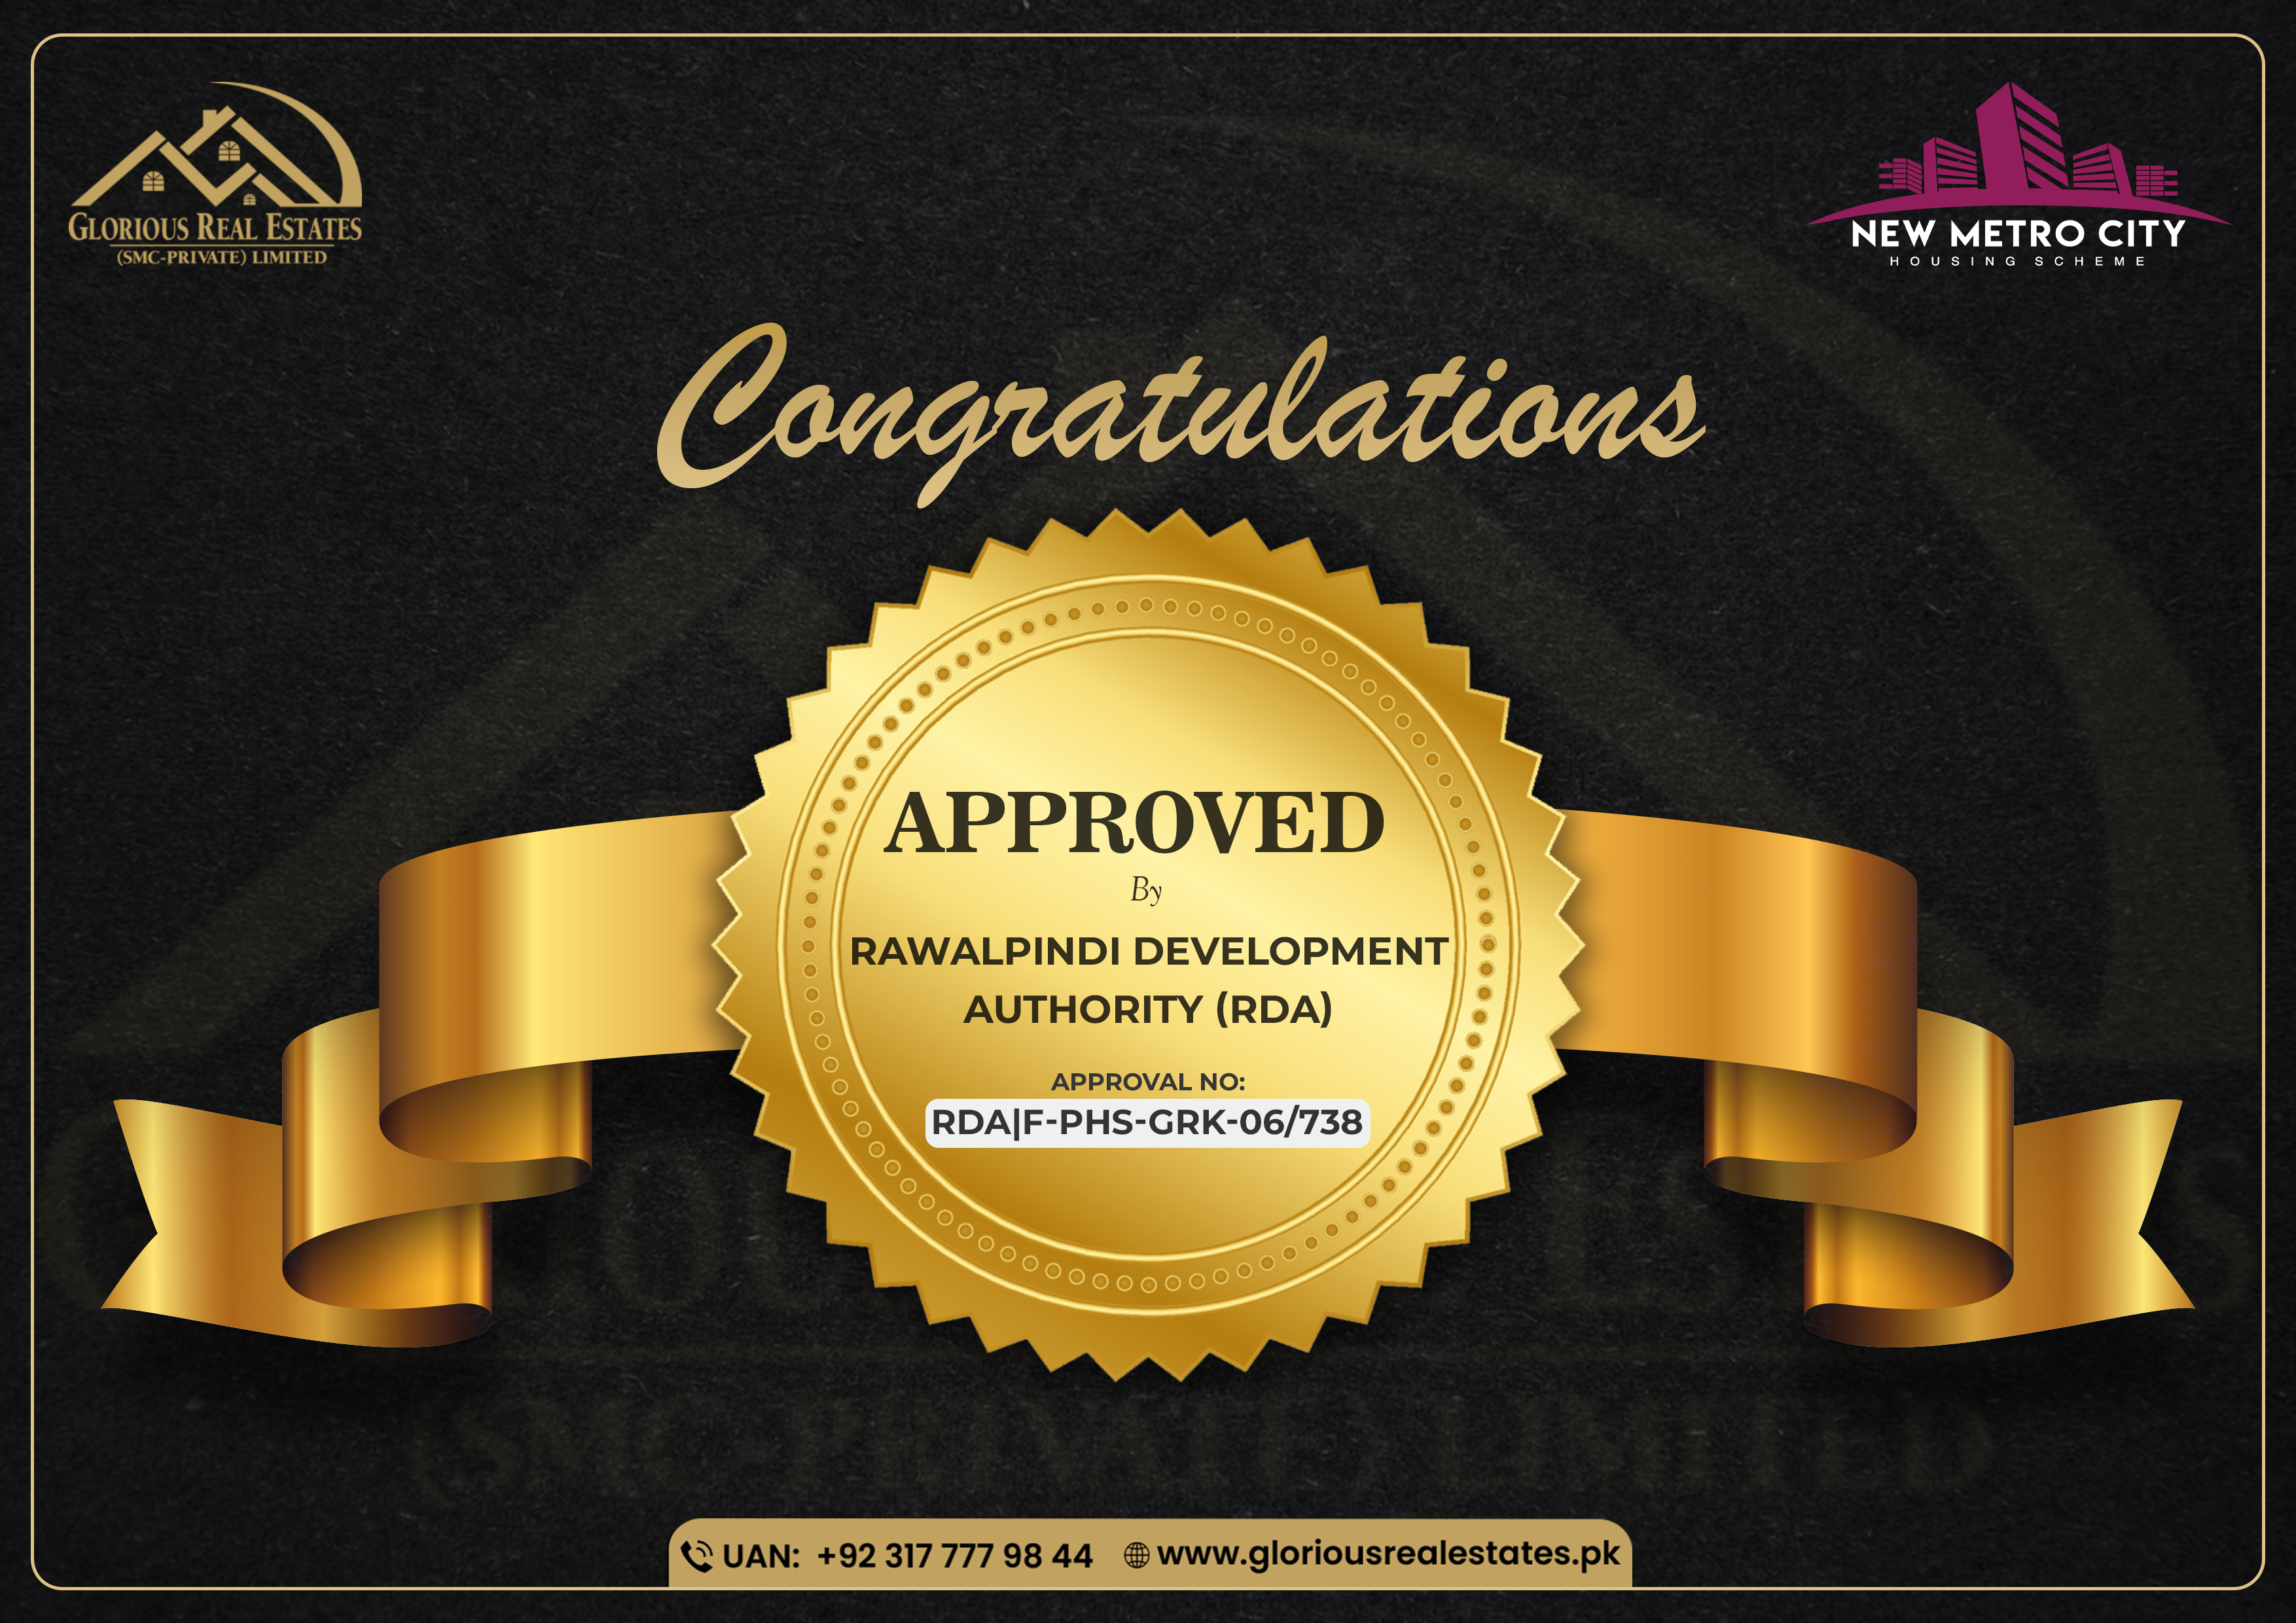 GLORIOUS REAL ESTATES
(SMC-PRIVATE) LIMITED
NEW METRO CITY
HOUSING SCHEME
Congratulations
APPROVED
By
RAWALPINDI DEVELOPMENT
AUTHORITY (RDA)
APPROVAL NO:
RDA|F-PHS-GRK-06/738
UAN: +92 317 777 98 44 www.gloriousrealestates.pk